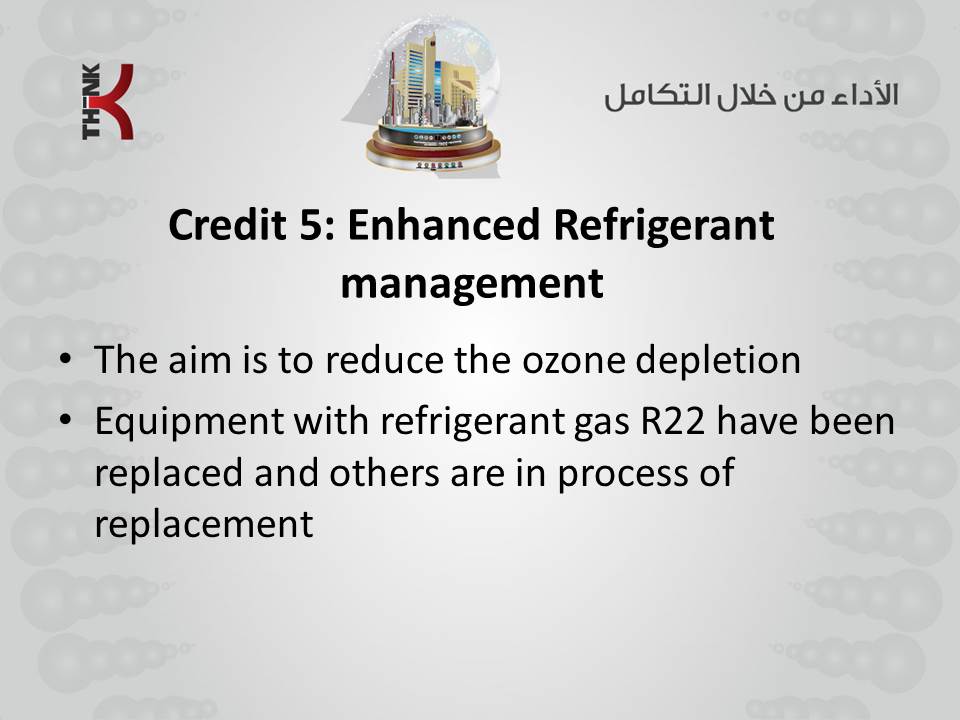 THINK
الأداء من خلال التكامل
Credit 5: Enhanced Refrigerant
management
• The aim is to reduce the ozone depletion
• Equipment with refrigerant gas R22 have been
replaced and others are in process of
replacement